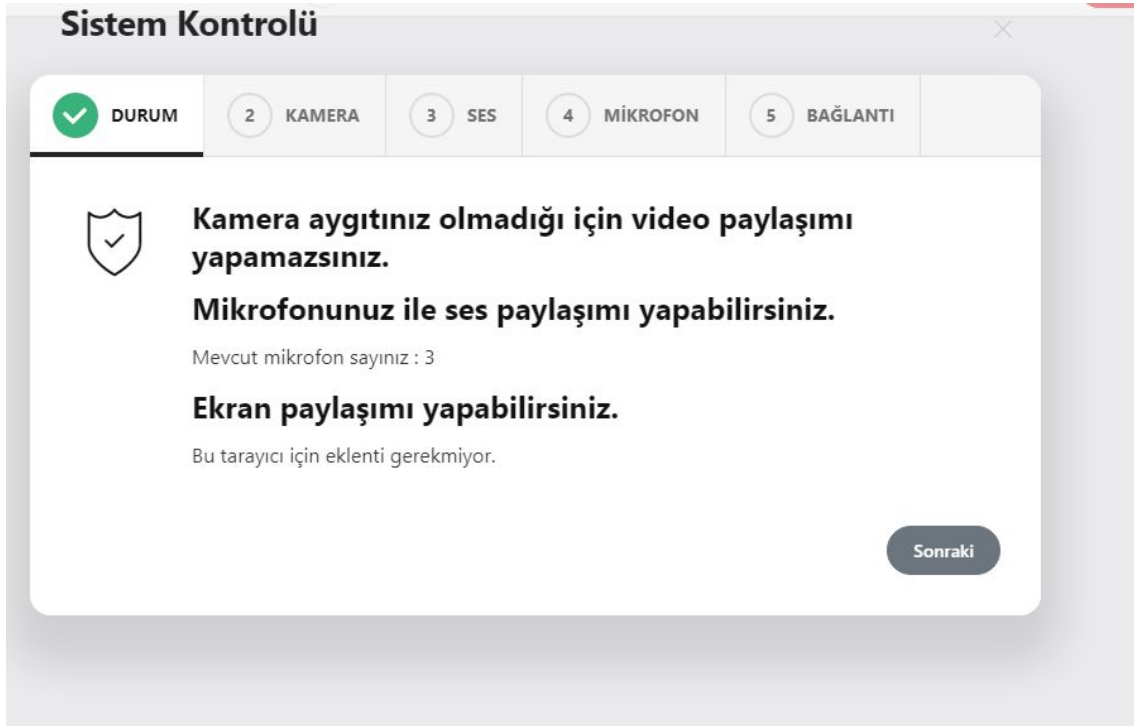 Sistem Kontrolü
DURUM
2 KAMERA
3 SES
4 MİKROFON
5 BAĞLANTI
Kamera aygıtınız olmadığı için video paylaşımı
yapamazsınız.
Mikrofonunuz ile ses paylaşımı yapabilirsiniz.
Mevcut mikrofon sayınız : 3
Ekran paylaşımı yapabilirsiniz.
Bu tarayıcı için eklenti gerekmiyor.
Sonraki